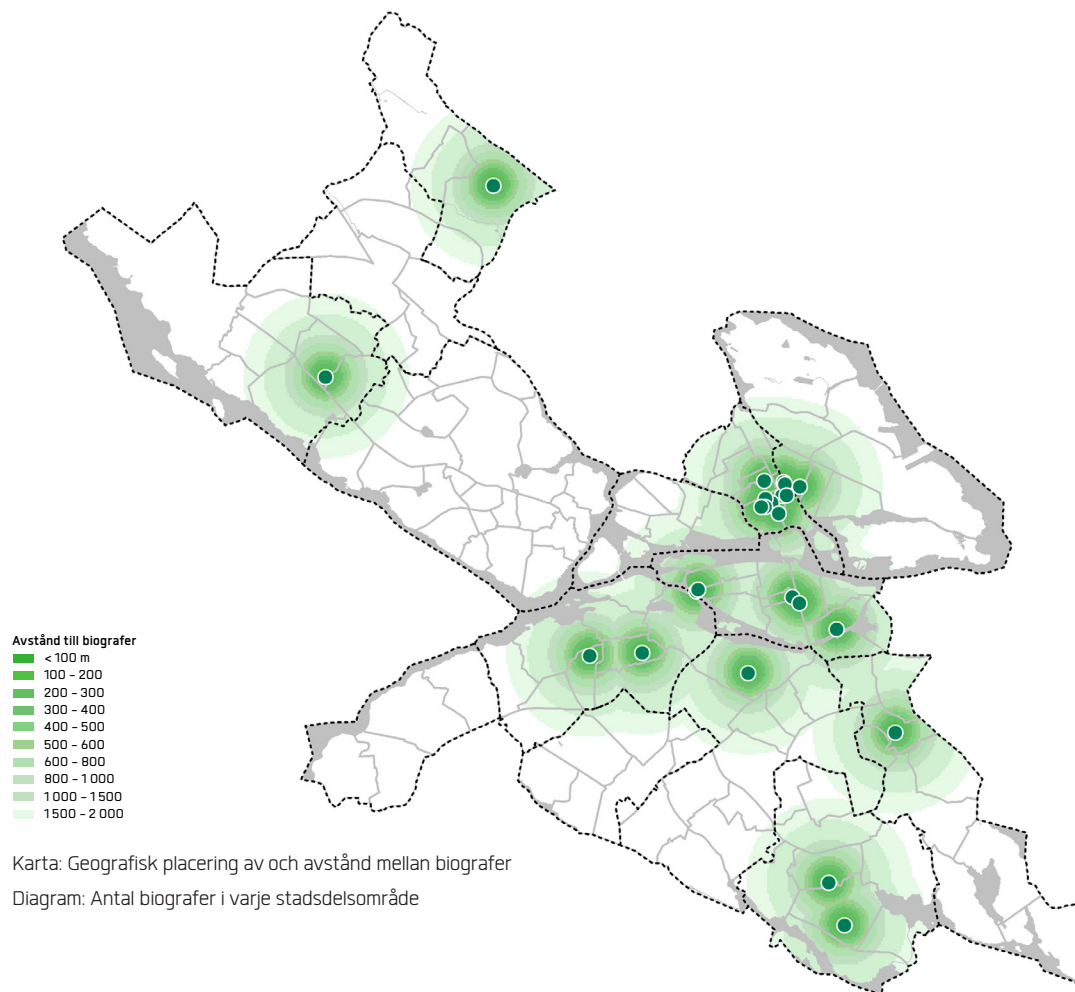 Avstånd till biografer
< 100 m
100 – 200
200 – 300
300 – 400
400 – 500
500 – 600
600 – 800
800 – 1 000
1 000 – 1 500
1 500 – 2 000
Karta: Geografisk placering av och avstånd mellan biografer
Diagram: Antal biografer i varje stadsdelsområde